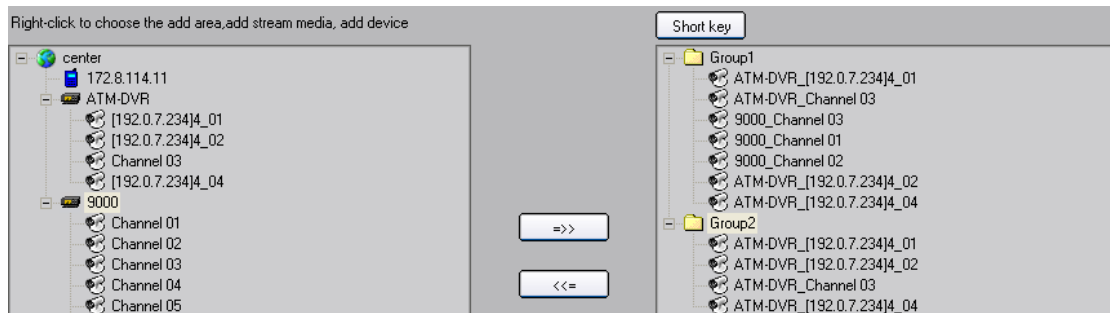 Right-click to choose the add area,add stream media, add device
center
172.8.114.11
ATM-DVR
[192.0.7.234]4_01
[192.0.7.234]4_02
Channel 03
[192.0.7.234]4_04
9000
Channel 01
Channel 02
Channel 03
Channel 04
Channel 05
=>>
<<=
Short key
Group1
ATM-DVR_[192.0.7.234]4_01
ATM-DVR_Channel 03
9000_Channel 03
9000_Channel 01
9000_Channel 02
ATM-DVR_[192.0.7.234]4_02
ATM-DVR_[192.0.7.234]4_04
Group2
ATM-DVR_[192.0.7.234]4_01
ATM-DVR_[192.0.7.234]4_02
ATM-DVR_Channel 03
ATM-DVR_[192.0.7.234]4_04